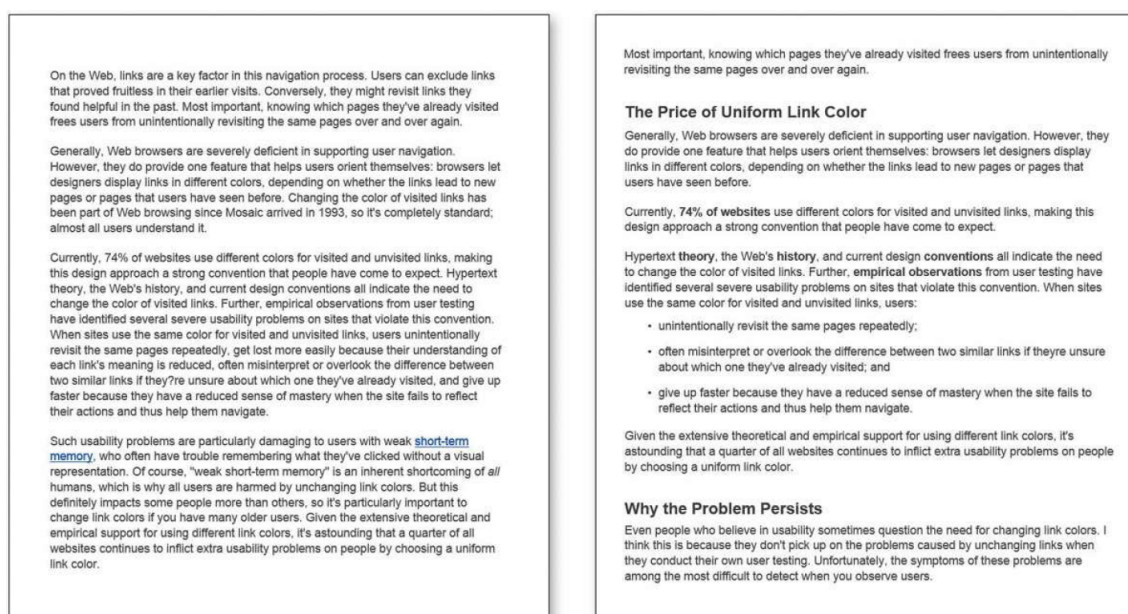 On the Web, links are a key factor in this navigation process. Users can exclude links
that proved fruitless in their earlier visits. Conversely, they might revisit links they
found helpful in the past. Most important, knowing which pages they've already visited
frees users from unintentionally revisiting the same pages over and over again.
Generally, Web browsers are severely deficient in supporting user navigation.
However, they do provide one feature that helps users orient themselves: browsers let
designers display links in different colors, depending on whether the links lead to new
pages or pages that users have seen before. Changing the color of visited links has
been part of Web browsing since Mosaic arrived in 1993, so it's completely standard;
almost all users understand it.
Currently, 74% of websites use different colors for visited and unvisited links, making
this design approach a strong convention that people have come to expect. Hypertext
theory, the Web's history, and current design conventions all indicate the need to
change the color of visited links. Further, empirical observations from user testing
have identified several severe usability problems on sites that violate this convention.
When sites use the same color for visited and unvisited links, users unintentionally
revisit the same pages repeatedly, get lost more easily because their understanding of
each link's meaning is reduced, often misinterpret or overlook the difference between
two similar links if they?re unsure about which one they've already visited, and give up
faster because they have a reduced sense of mastery when the site fails to reflect
their actions and thus help them navigate.
Such usability problems are particularly damaging to users with weak short-term
memory, who often have trouble remembering what they've clicked without a visual
representation. Of course, "weak short-term memory" is an inherent shortcoming of all
humans, which is why all users are harmed by unchanging link colors. But this
definitely impacts some people more than others, so it's particularly important to
change link colors if you have many older users. Given the extensive theoretical and
empirical support for using different link colors, it's astounding that a quarter of all
websites continues to inflict extra usability problems on people by choosing a uniform
link color.
Most important, knowing which pages they've already visited frees users from unintentionally
revisiting the same pages over and over again.
The Price of Uniform Link Color
Generally, Web browsers are severely deficient in supporting user navigation. However, they
do provide one feature that helps users orient themselves: browsers let designers display
links in different colors, depending on whether the links lead to new pages or pages that
users have seen before.
Currently, 74% of websites use different colors for visited and unvisited links, making this
design approach a strong convention that people have come to expect.
Hypertext theory, the Web's history, and current design conventions all indicate the need
to change the color of visited links. Further, empirical observations from user testing have
identified several severe usability problems on sites that violate this convention. When sites
use the same color for visited and unvisited links, users:
• unintentionally revisit the same pages repeatedly;
• often misinterpret or overlook the difference between two similar links if theyre unsure
about which one they've already visited; and
• give up faster because they have a reduced sense of mastery when the site fails to
reflect their actions and thus help them navigate.
Given the extensive theoretical and empirical support for using different link colors, it's
astounding that a quarter of all websites continues to inflict extra usability problems on people
by choosing a uniform link color.
Why the Problem Persists
Even people who believe in usability sometimes question the need for changing link colors. I
think this is because they don't pick up on the problems caused by unchanging links when
they conduct their own user testing. Unfortunately, the symptoms of these problems are
among the most difficult to detect when you observe users.